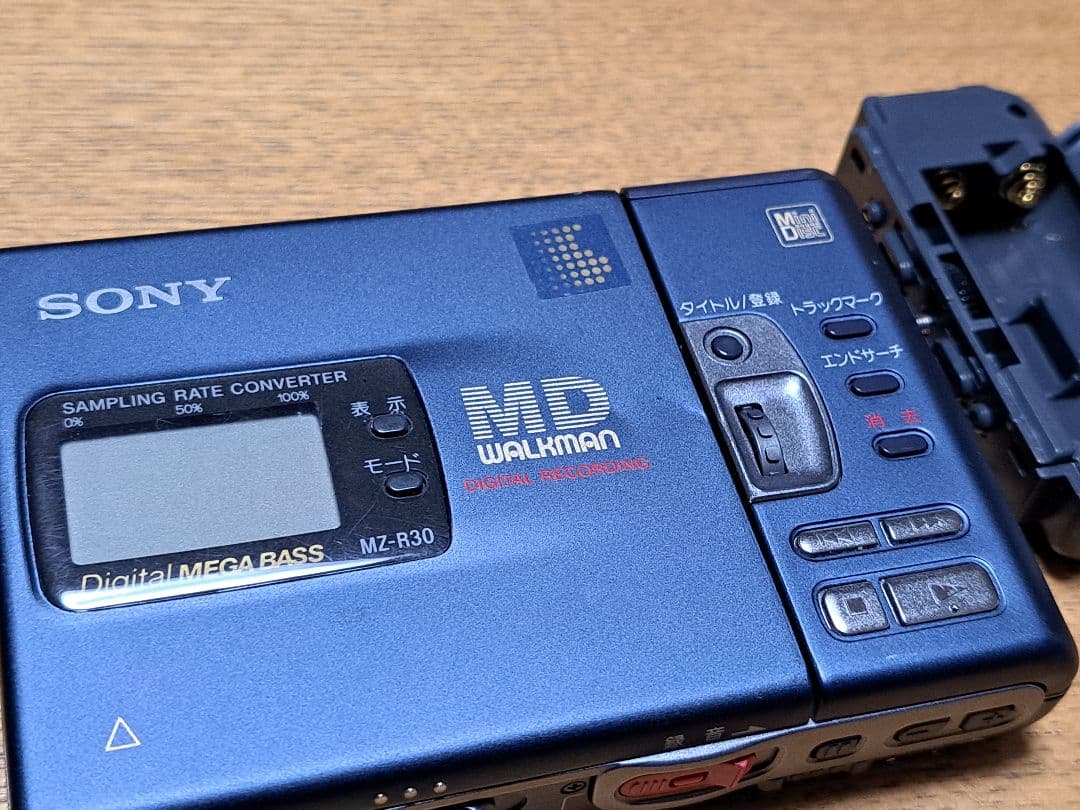 SONY
Mini
Disc
タイトル/登録
トラックマーク
エンドサーチ
消去
SAMPLING RATE CONVERTER
0% 50% 100%
表示
モード
MD
WALKMAN
DIGITAL RECORDING
MZ-R30
Digital MEGA BASS
録音